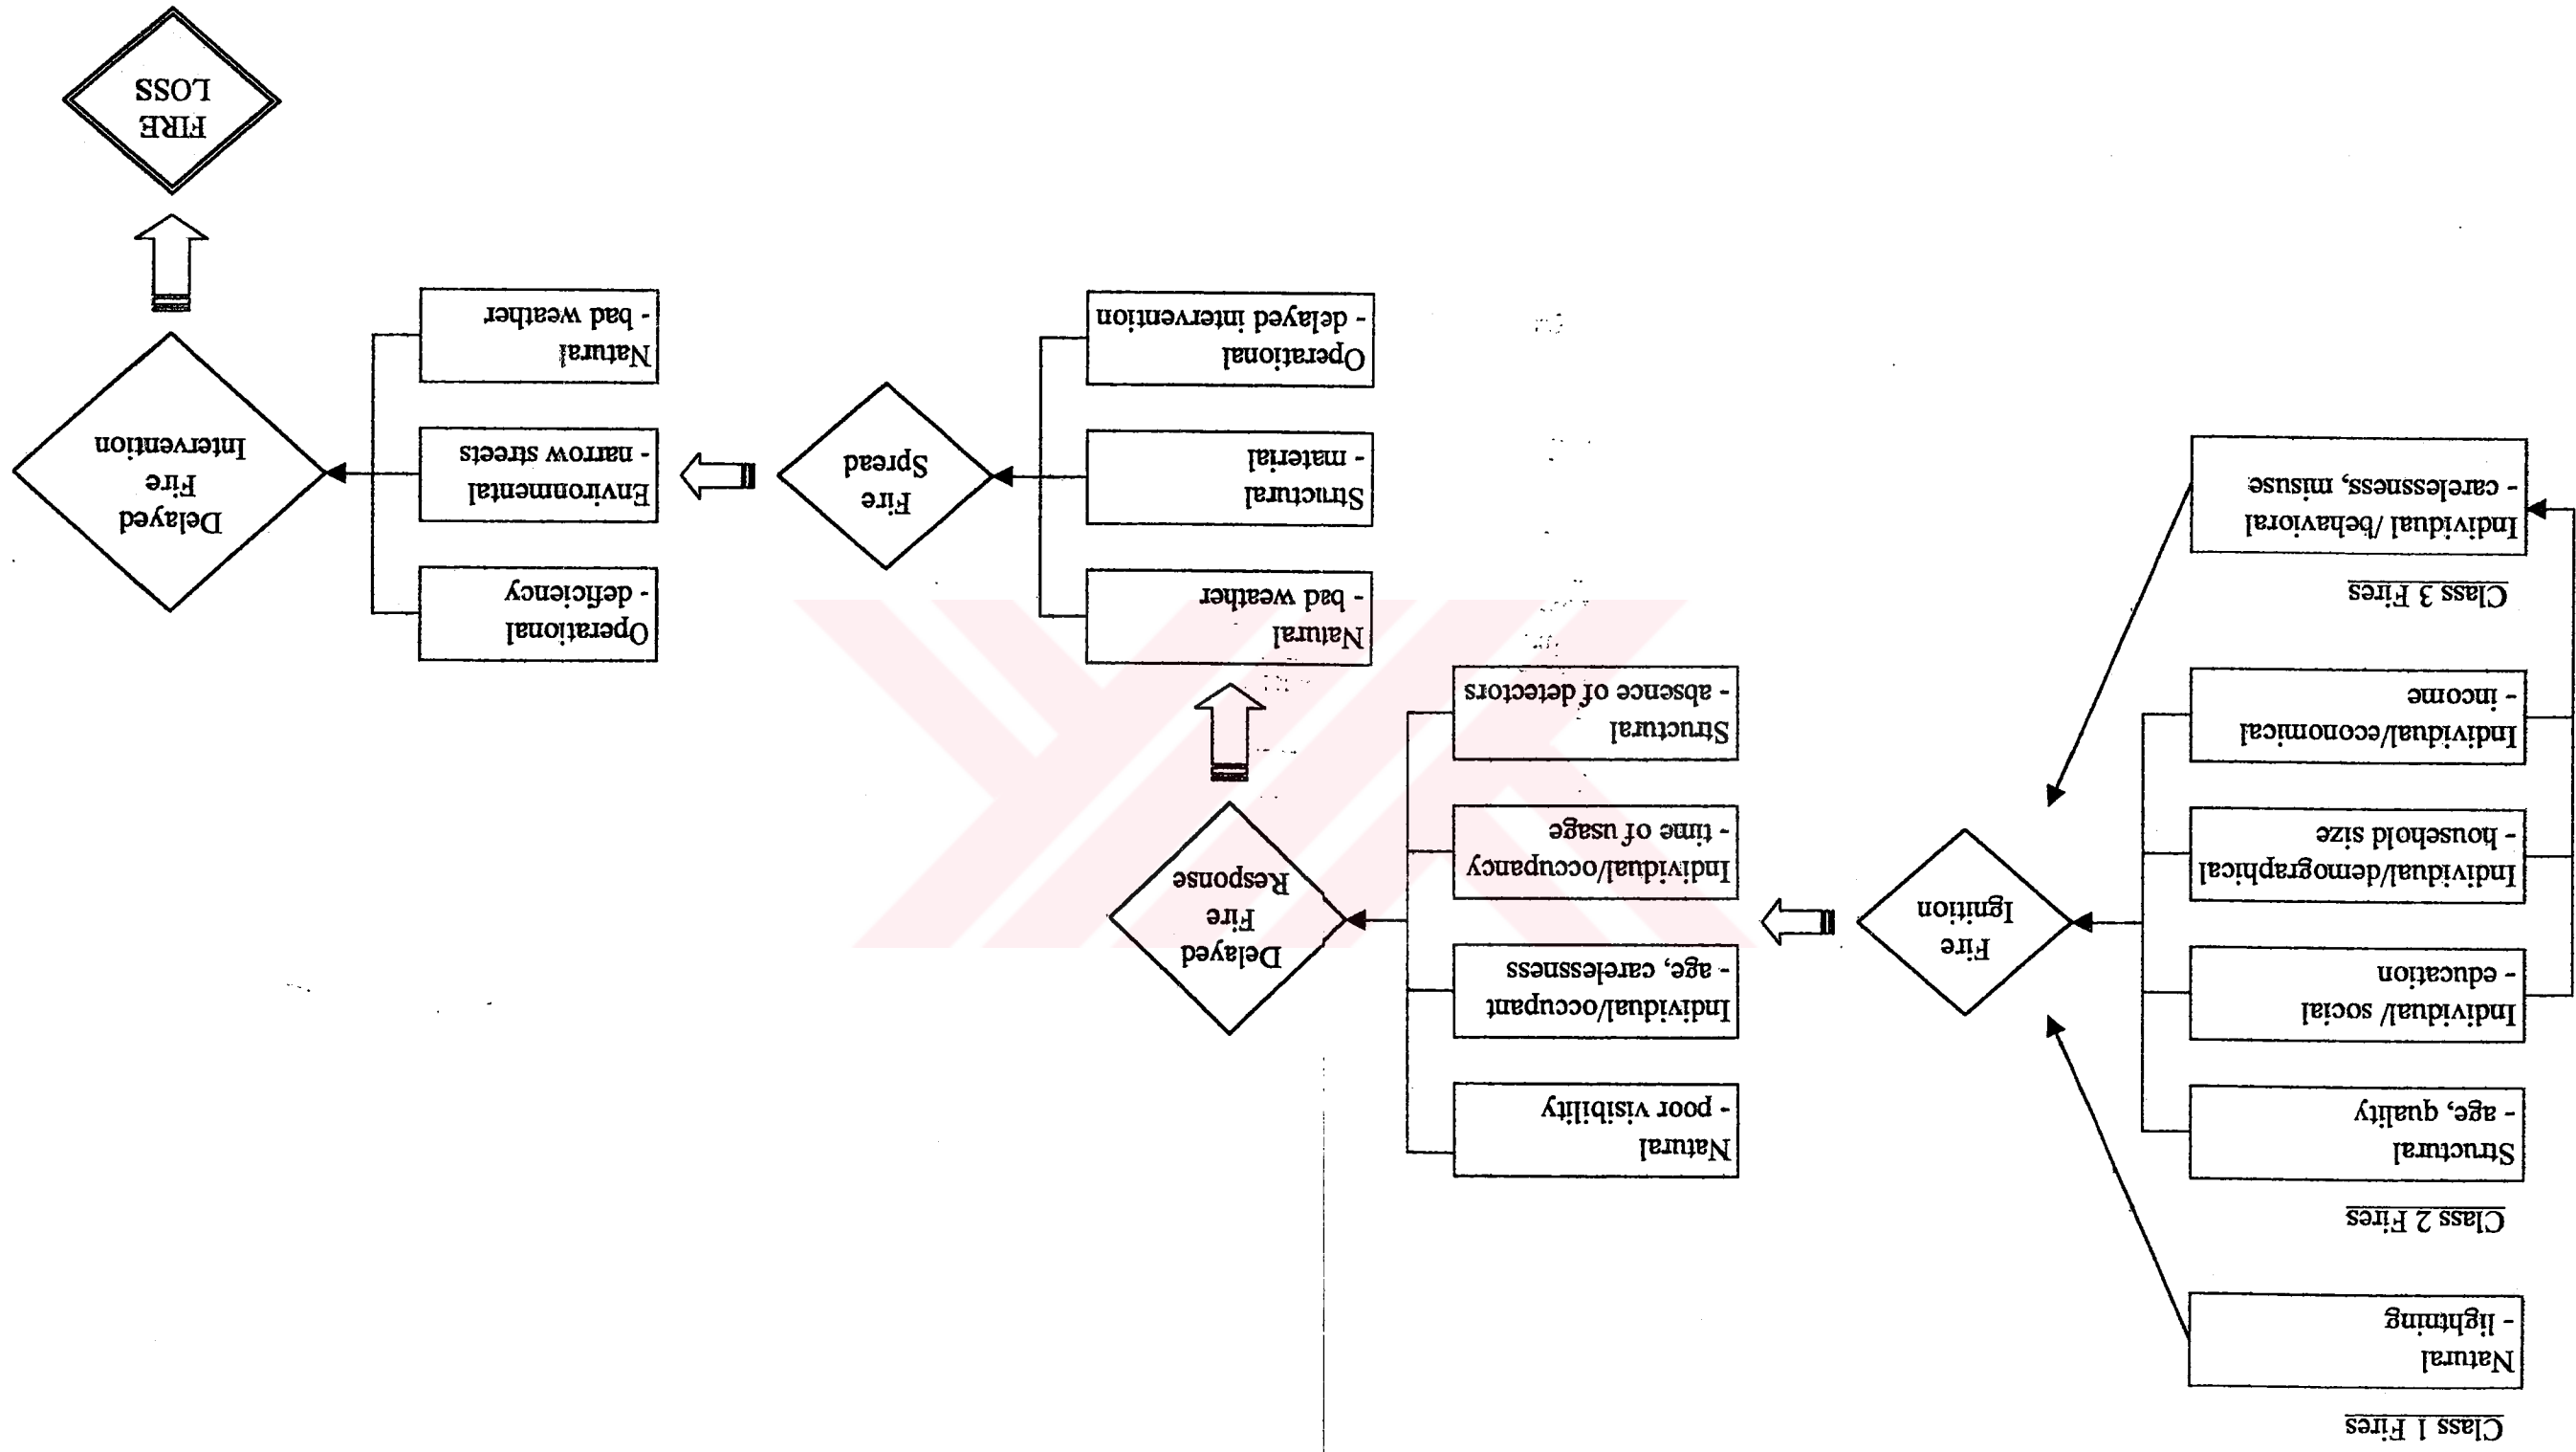 Class 1 Fires
Natural
- lightning
Class 2 Fires
Structural
- age, quality
Individual/ social
- education
Individual/demographical
- household size
Individual/economical
- income
Class 3 Fires
Individual /behavioral
- carelessness, misuse
Fire
Ignition
Natural
- poor visibility
Individual/occupant
- age, carelessness
Individual/occupancy
- time of usage
Structural
- absence of detectors
Delayed
Fire
Response
Natural
- bad weather
Structural
- material
Operational
- delayed intervention
Fire
Spread
Operational
- deficiency
Environmental
- narrow streets
Natural
- bad weather
Delayed
Fire
Intervention
FIRE
LOSS